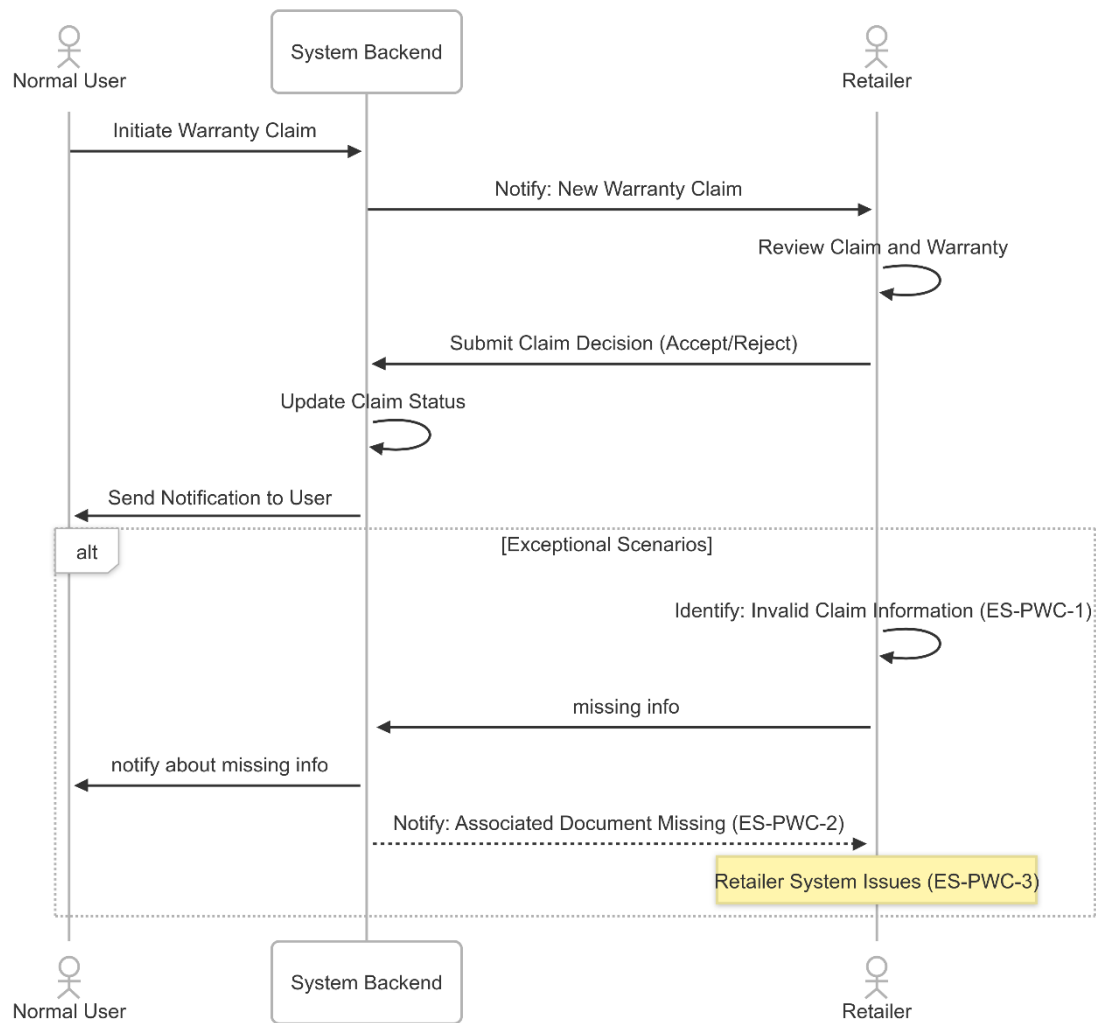 System Backend
Normal User
Retailer
Initiate Warranty Claim
Notify: New Warranty Claim
Review Claim and Warranty
Submit Claim Decision (Accept/Reject)
Update Claim Status
Send Notification to User
alt
[Exceptional Scenarios]
Identify: Invalid Claim Information (ES-PWC-1)
missing info
notify about missing info
Notify: Associated Document Missing (ES-PWC-2)
Retailer System Issues (ES-PWC-3)
System Backend
Normal User
Retailer